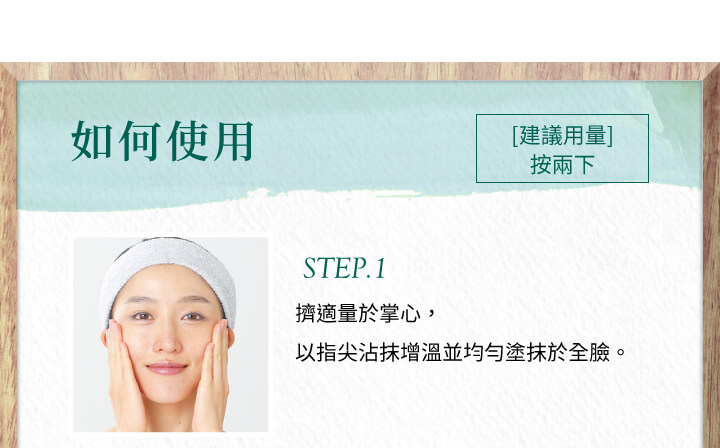 如何使用
[建議用量]
按兩下
STEP.1
擠適量於掌心，
以指尖沾抹增溫並均勻塗抹於全臉。